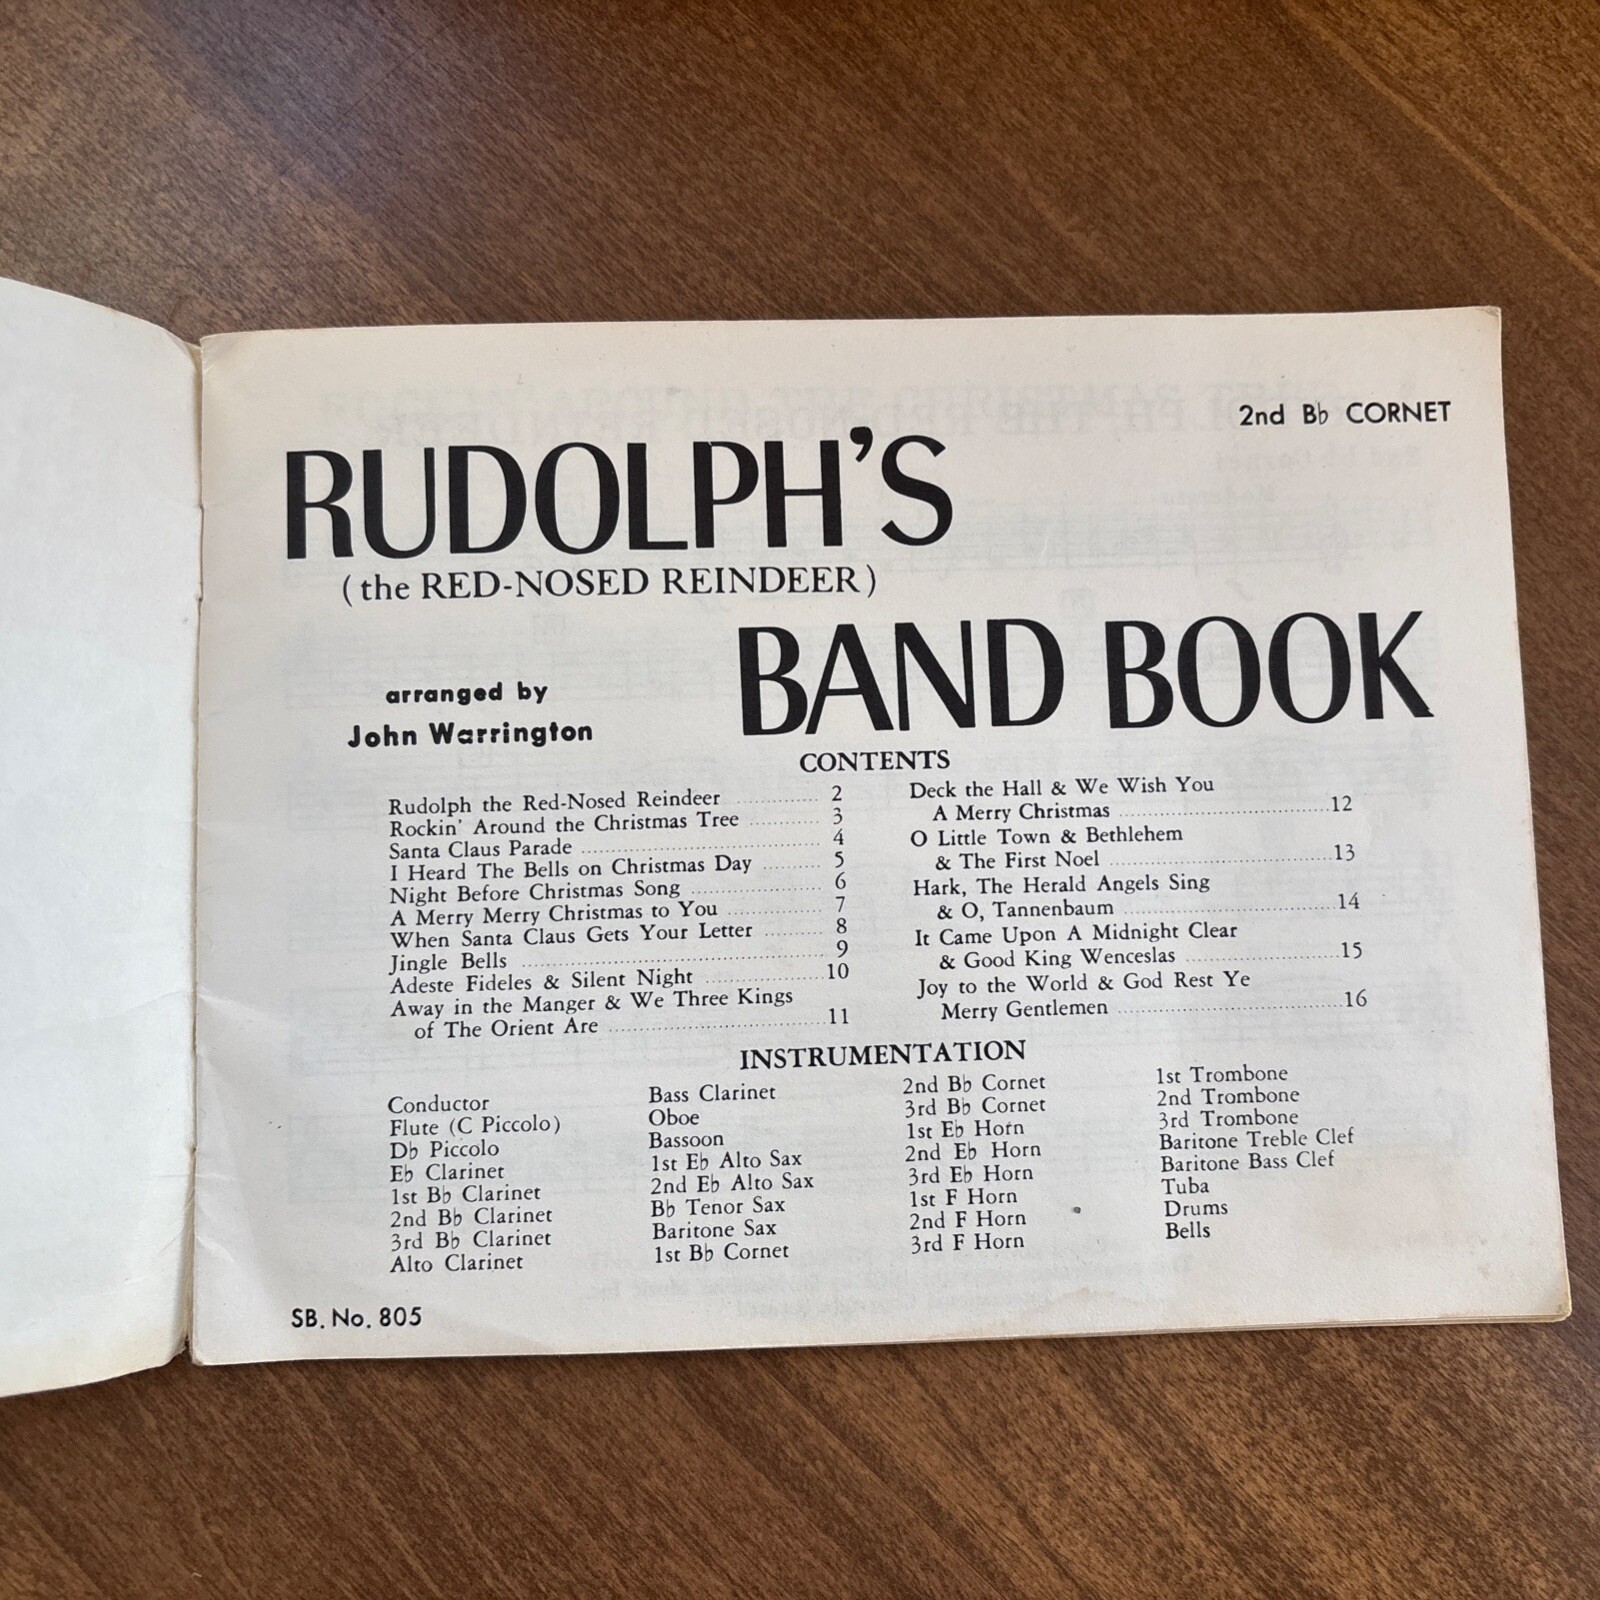 2nd B♭ CORNET
RUDOLPH'S
(the RED-NOSED REINDEER)
BAND BOOK
arranged by
John Warrington
CONTENTS
Rudolph the Red-Nosed Reindeer 2
Rockin' Around the Christmas Tree 3
Santa Claus Parade 4
I Heard The Bells on Christmas Day 5
Night Before Christmas Song 6
A Merry Merry Christmas to You 7
When Santa Claus Gets Your Letter 8
Jingle Bells 9
Adeste Fideles & Silent Night 10
Away in the Manger & We Three Kings
of The Orient Are 11
Deck the Hall & We Wish You
A Merry Christmas 12
O Little Town & Bethlehem
& The First Noel 13
Hark, The Herald Angels Sing
& O, Tannenbaum 14
It Came Upon A Midnight Clear
& Good King Wenceslas 15
Joy to the World & God Rest Ye
Merry Gentlemen 16
INSTRUMENTATION
Conductor
Flute (C Piccolo)
D♭ Piccolo
E♭ Clarinet
1st B♭ Clarinet
2nd B♭ Clarinet
3rd B♭ Clarinet
Alto Clarinet
Bass Clarinet
Oboe
Bassoon
1st E♭ Alto Sax
2nd E♭ Alto Sax
B♭ Tenor Sax
Baritone Sax
1st B♭ Cornet
2nd B♭ Cornet
3rd B♭ Cornet
1st E♭ Horn
2nd E♭ Horn
3rd E♭ Horn
1st F Horn
2nd F Horn
3rd F Horn
1st Trombone
2nd Trombone
3rd Trombone
Baritone Treble Clef
Baritone Bass Clef
Tuba
Drums
Bells
SB. No. 805